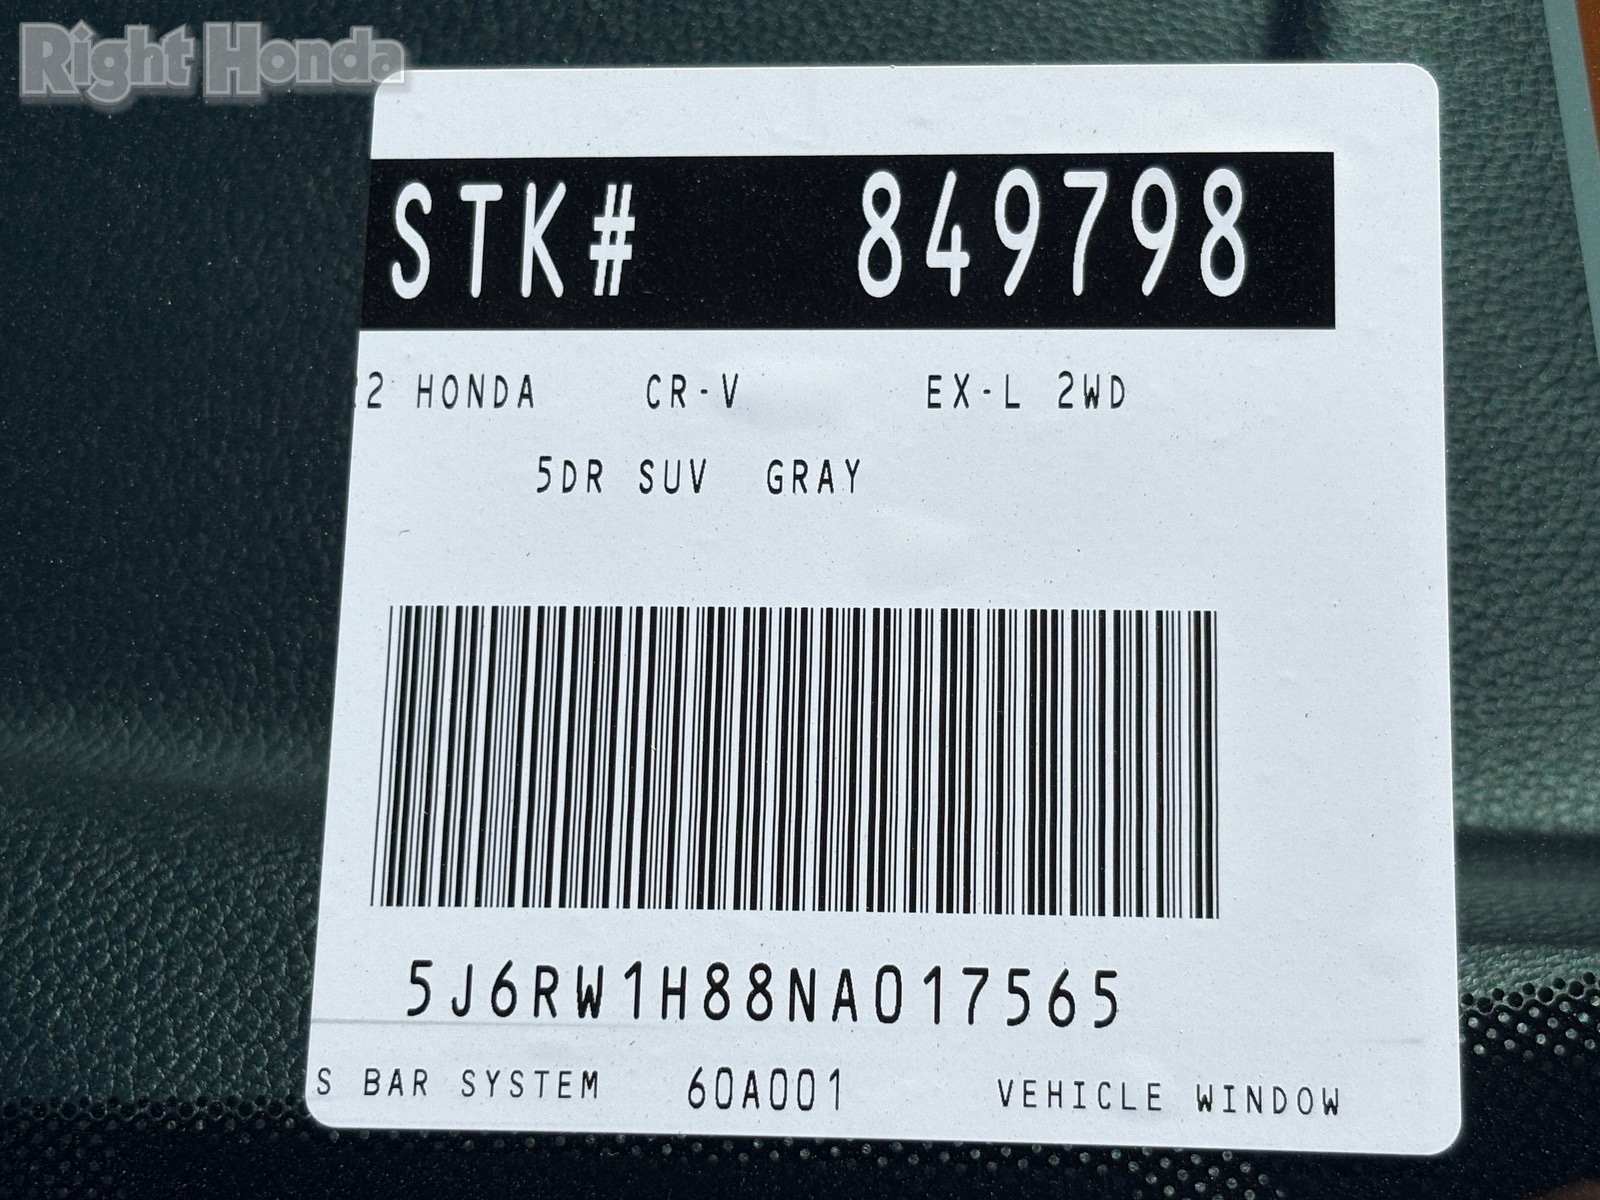 Right Honda
STK# 849798
22 HONDA CR-V EX-L 2WD
5DR SUV GRAY
5J6RW1H88NA017565
S BAR SYSTEM 60A001 VEHICLE WINDOW